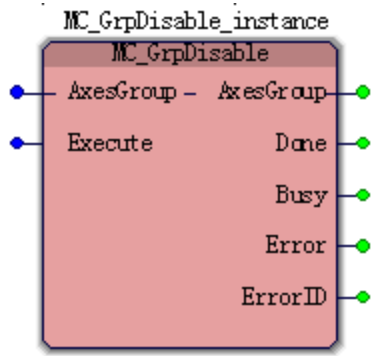 MC_GrpDisable_instance
MC_GrpDisable
AxesGroup – AxesGroup
Execute Done
Busy
Error
ErrorID